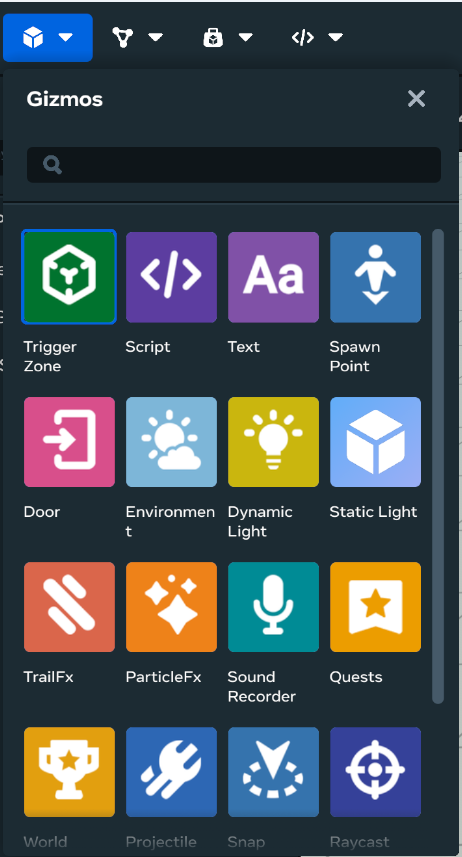 Gizmos
Aa
Trigger Script Text Spawn
Zone Point
Door Environmen Dynamic Static Light
t Light
TrailFx ParticleFx Sound Quests
Recorder
World Projectile Snap Raycast